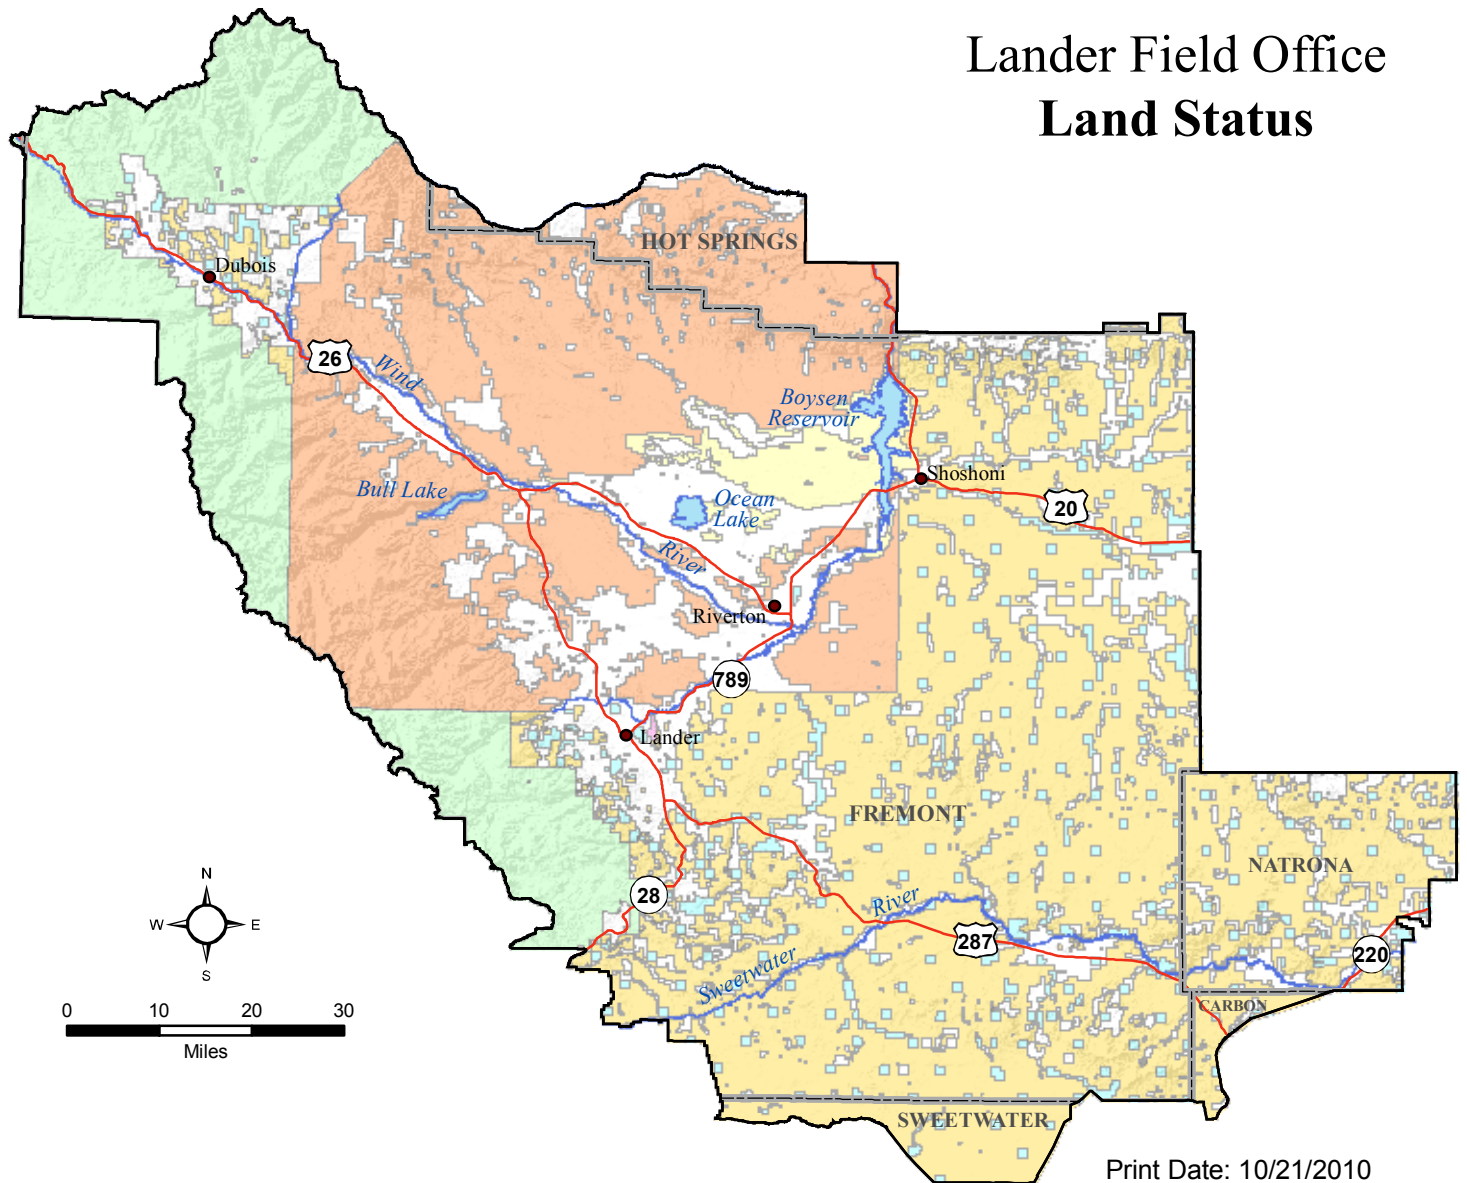 Lander Field Office
Land Status
HOT SPRINGS
Dubois
26
Wind
Boysen
Reservoir
Shoshoni
Bull Lake
Ocean
Lake
20
River
Riverton
789
Lander
FREMONT
NATRONA
N
W
E
S
28
River
287
220
Sweetwater
CARBON
0
10
20
30
Miles
SWEETWATER
Print Date: 10/21/2010